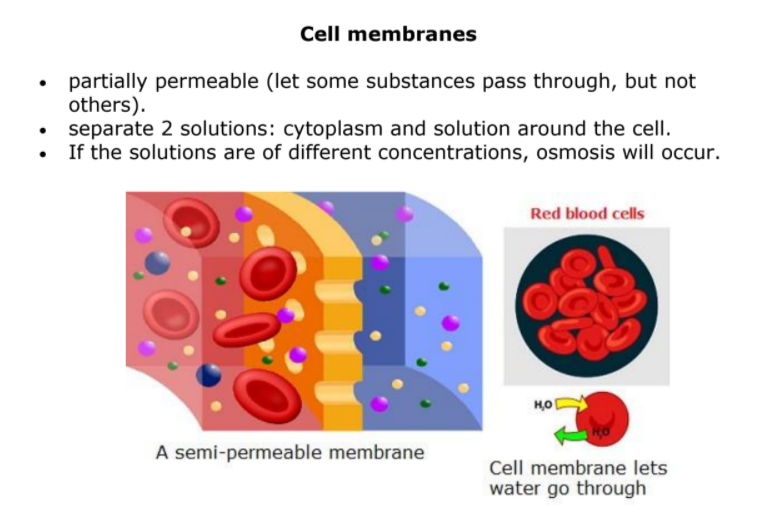 Cell membranes
• partially permeable (let some substances pass through, but not
others).
• separate 2 solutions: cytoplasm and solution around the cell.
• If the solutions are of different concentrations, osmosis will occur.
Red blood cells
H₂O
H₂O
A semi-permeable membrane
Cell membrane lets
water go through